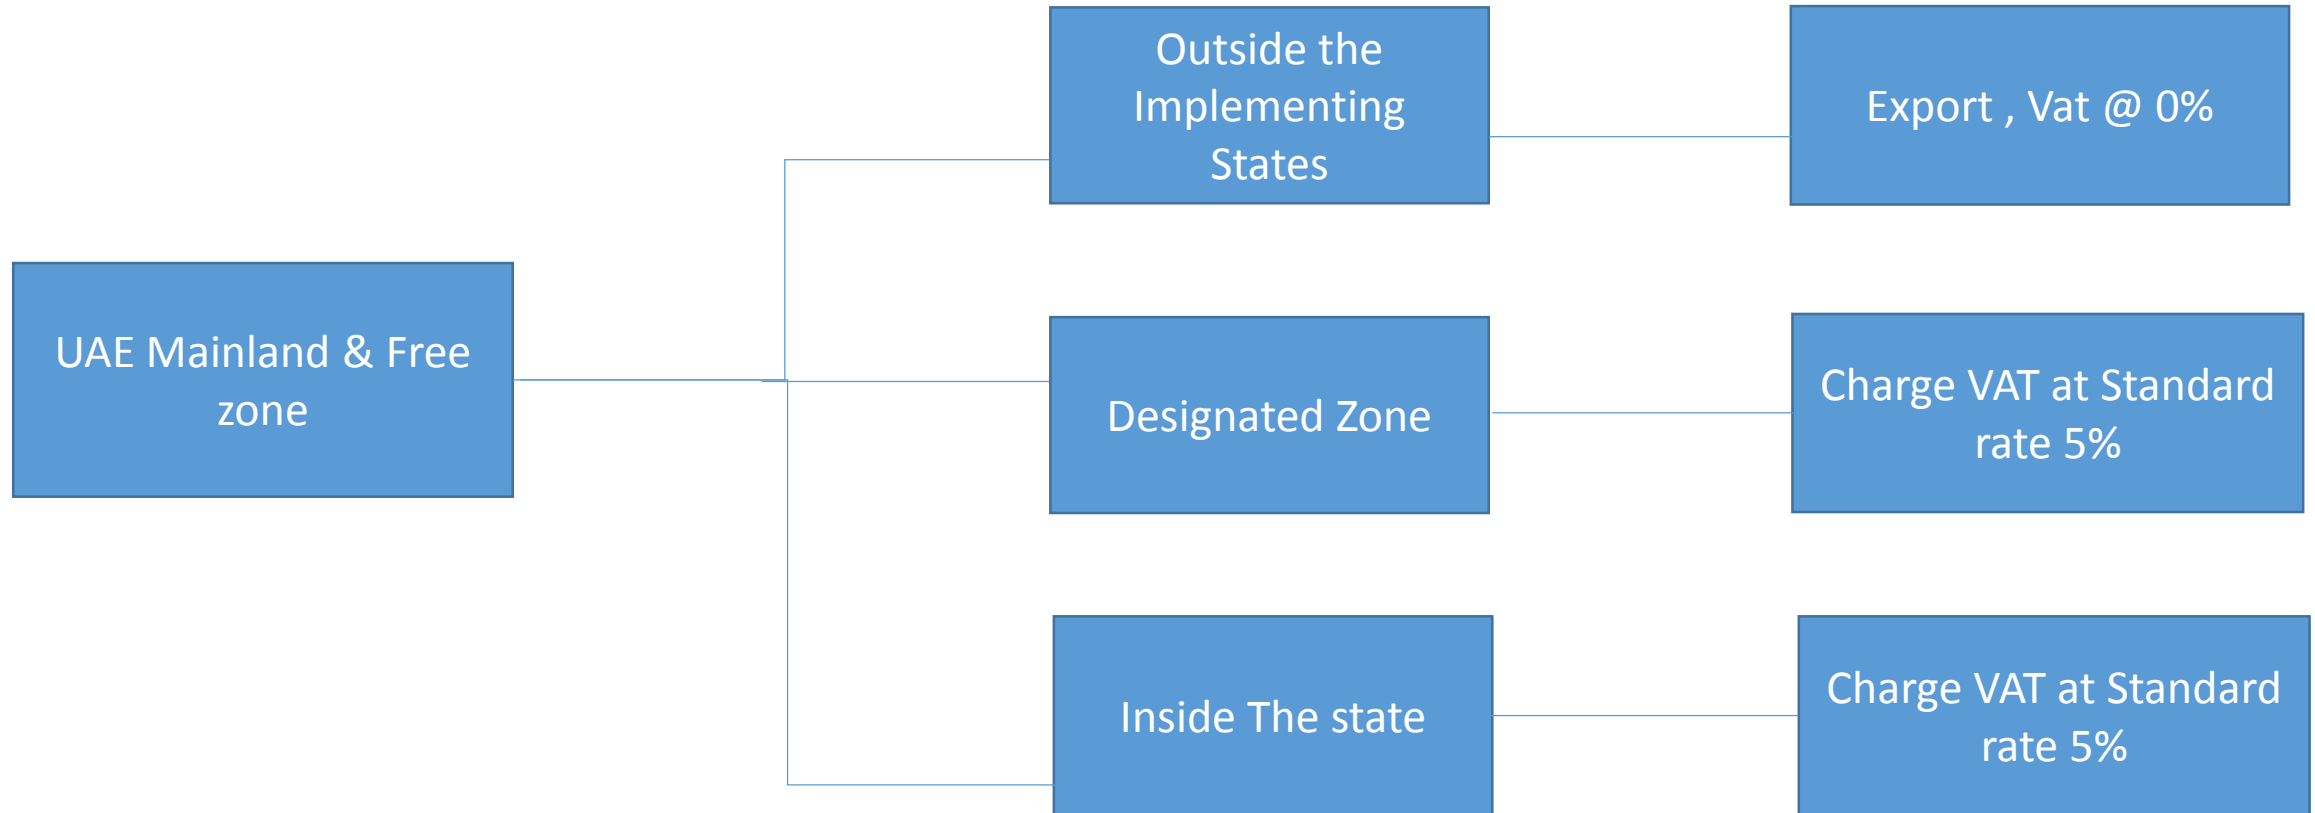 UAE Mainland & Free
zone
Outside the
Implementing
States
Export , Vat @ 0%
Designated Zone
Charge VAT at Standard
rate 5%
Inside The state
Charge VAT at Standard
rate 5%